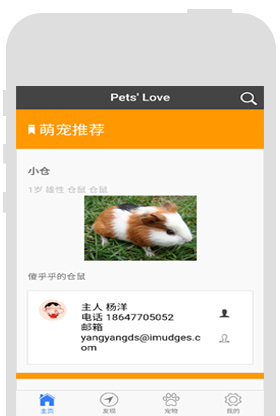 Pets' Love
萌宠推荐
小仓
1岁 雄性 仓鼠 仓鼠
傻乎乎的仓鼠
主人 杨洋
电话 18647705052
邮箱
yangyangds@imudges.c
om
主页 发现 宠物 我的